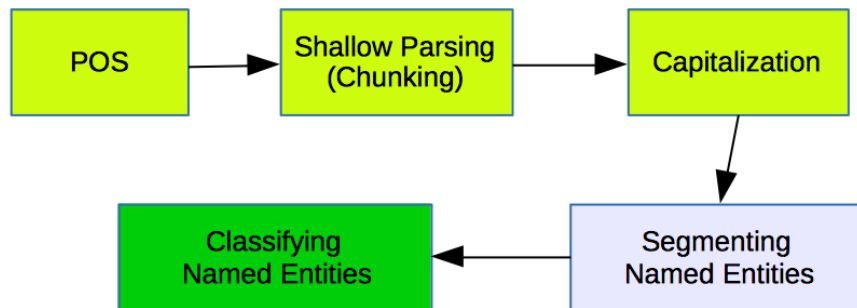 POS
Shallow Parsing
(Chunking)
Capitalization
Classifying
Named Entities
Segmenting
Named Entities